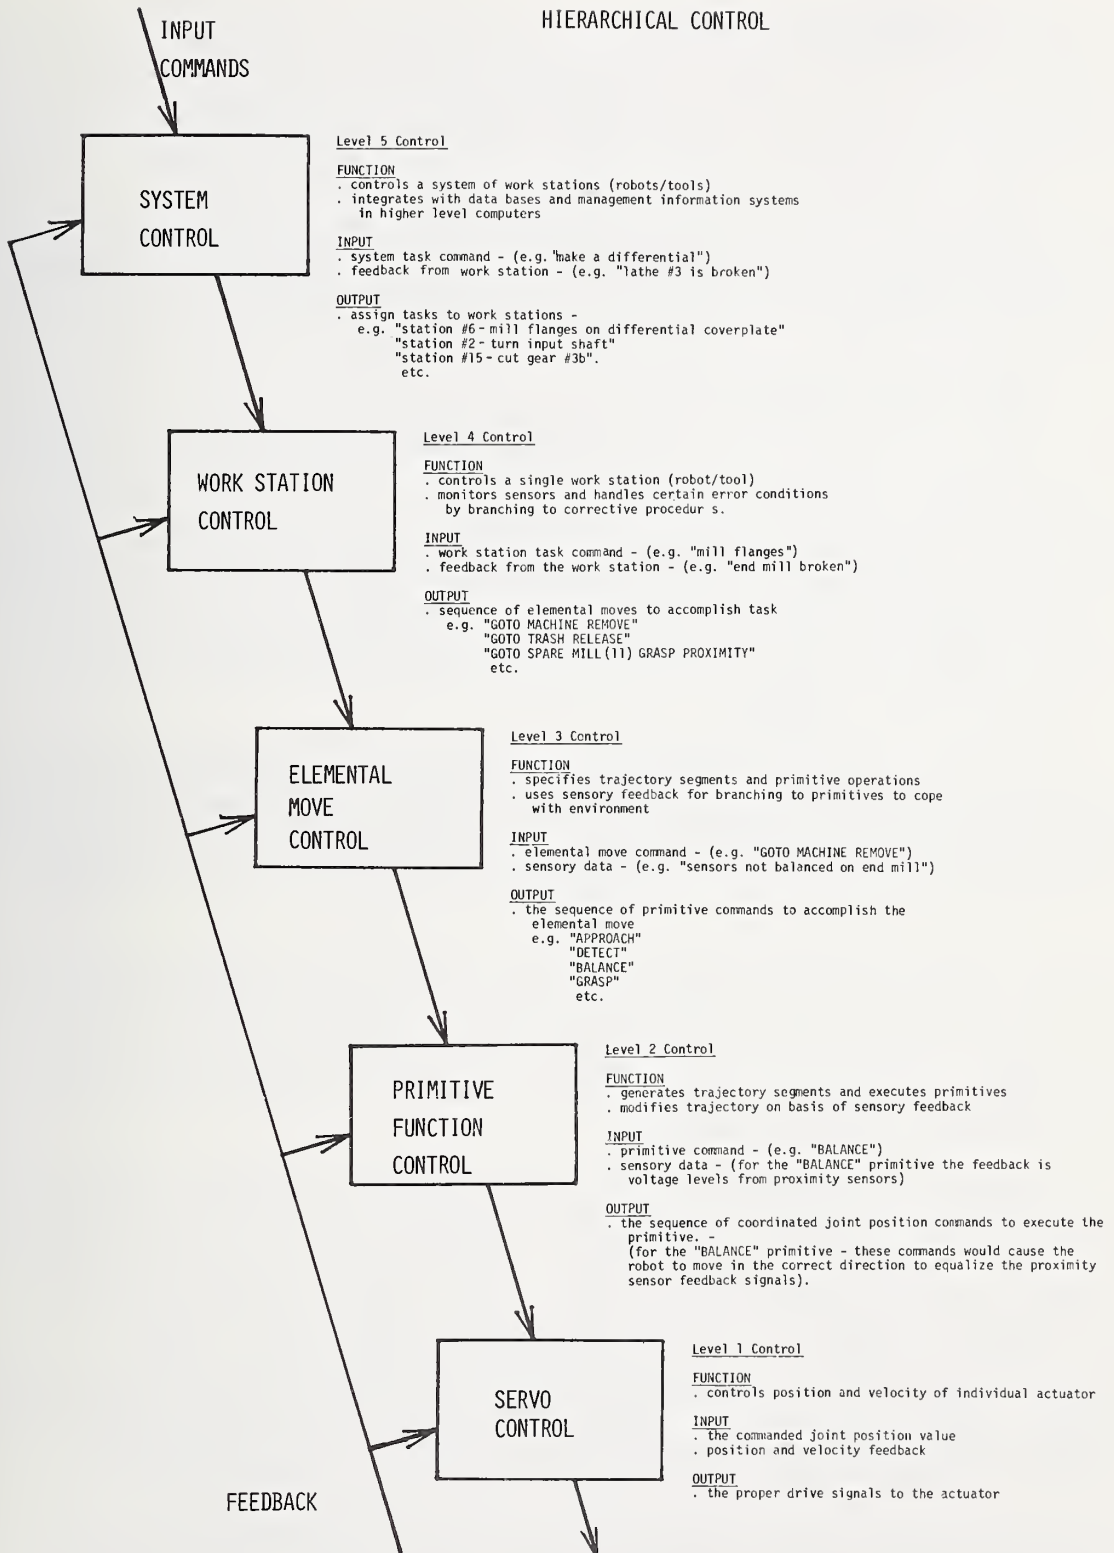 HIERARCHICAL CONTROL
INPUT
COMMANDS
SYSTEM
CONTROL
Level 5 Control
FUNCTION
. controls a system of work stations (robots/tools)
. integrates with data bases and management information systems
in higher level computers
INPUT
. system task command - (e.g. "make a differential")
. feedback from work station - (e.g. "lathe #3 is broken")
OUTPUT
. assign tasks to work stations -
e.g. "station #6-mill flanges on differential coverplate"
"station #2-turn input shaft"
"station #15-cut gear #3b".
etc.
WORK STATION
CONTROL
Level 4 Control
FUNCTION
. controls a single work station (robot/tool)
. monitors sensors and handles certain error conditions
by branching to corrective procedur s.
INPUT
. work station task command - (e.g. "mill flanges")
. feedback from the work station - (e.g. "end mill broken")
OUTPUT
. sequence of elemental moves to accomplish task
e.g. "GOTO MACHINE REMOVE"
"GOTO TRASH RELEASE"
"GOTO SPARE MILL(11) GRASP PROXIMITY"
etc.
ELEMENTAL
MOVE
CONTROL
Level 3 Control
FUNCTION
. specifies trajectory segments and primitive operations
. uses sensory feedback for branching to primitives to cope
with environment
INPUT
. elemental move command - (e.g. "GOTO MACHINE REMOVE")
. sensory data - (e.g. "sensors not balanced on end mill")
OUTPUT
. the sequence of primitive commands to accomplish the
elemental move
e.g. "APPROACH"
"DETECT"
"BALANCE"
"GRASP"
etc.
PRIMITIVE
FUNCTION
CONTROL
Level 2 Control
FUNCTION
. generates trajectory segments and executes primitives
. modifies trajectory on basis of sensory feedback
INPUT
. primitive command - (e.g. "BALANCE")
. sensory data - (for the "BALANCE" primitive the feedback is
voltage levels from proximity sensors)
OUTPUT
. the sequence of coordinated joint position commands to execute the
primitive. -
(for the "BALANCE" primitive - these commands would cause the
robot to move in the correct direction to equalize the proximity
sensor feedback signals).
SERVO
CONTROL
Level 1 Control
FUNCTION
. controls position and velocity of individual actuator
INPUT
. the commanded joint position value
. position and velocity feedback
OUTPUT
. the proper drive signals to the actuator
FEEDBACK